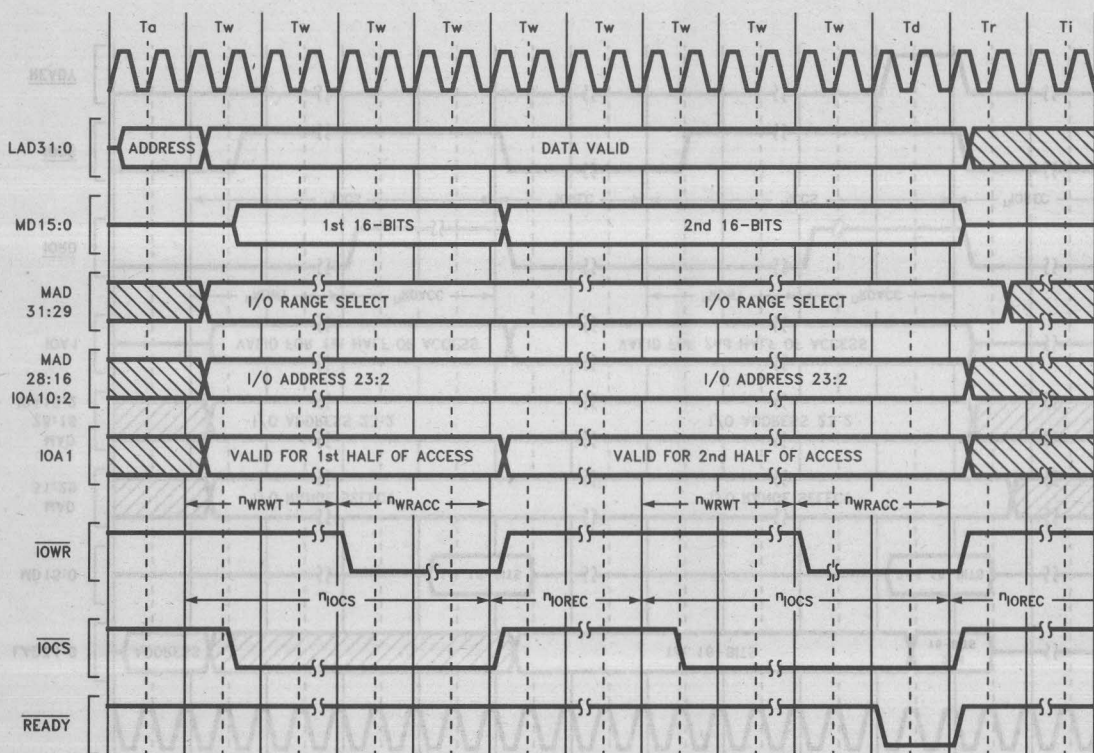 Ta Tw Tw Tw Tw Tw Tw Tw Tw Tw Td Tr Ti
LAD31:0 ADDRESS DATA VALID
MD15:0 1st 16-BITS 2nd 16-BITS
MAD
31:29 I/O RANGE SELECT I/O RANGE SELECT
MAD
28:16 I/O ADDRESS 23:2 I/O ADDRESS 23:2
IOA10:2
IOA1 VALID FOR 1st HALF OF ACCESS VALID FOR 2nd HALF OF ACCESS
nWRWT nWRACC nWRWT nWRACC
IOWR
nIOCS nIOREC nIOCS nIOREC
IOCS
READY